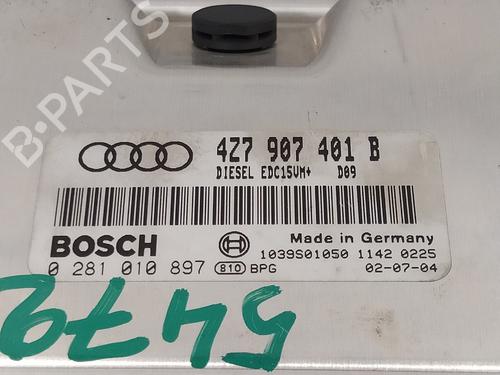 B-PARTS
4Z7 907 401 B
DIESEL EDC15VM+ D09
BOSCH
Made in Germany
1039S01050 1142 0225
0 281 010 897 810 BPG 02-07-04
5479